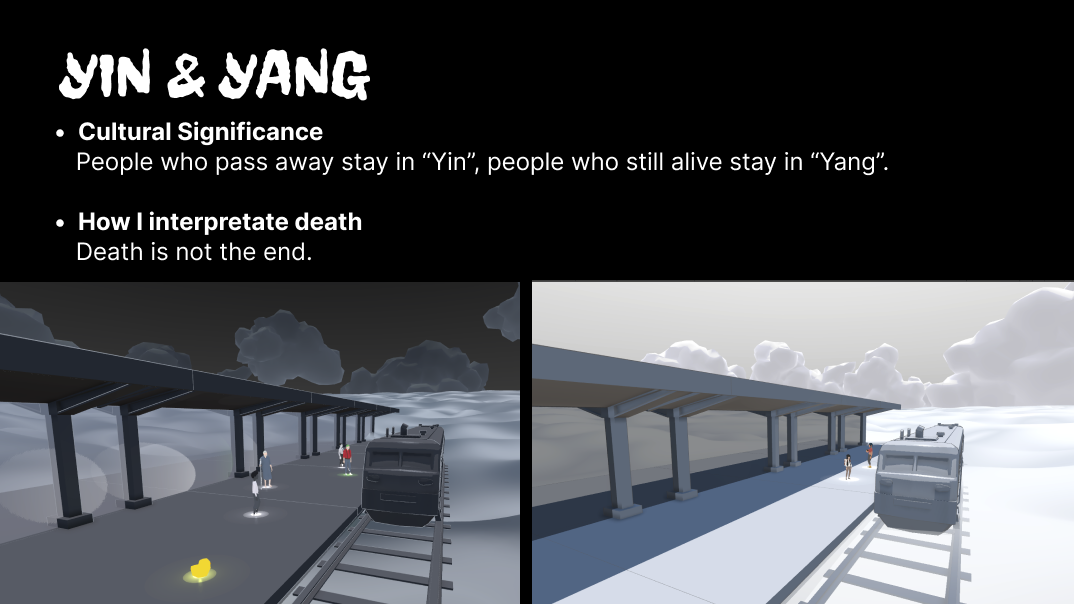 YIN & YANG
• Cultural Significance
People who pass away stay in “Yin”, people who still alive stay in “Yang”.
• How I interpretate death
Death is not the end.